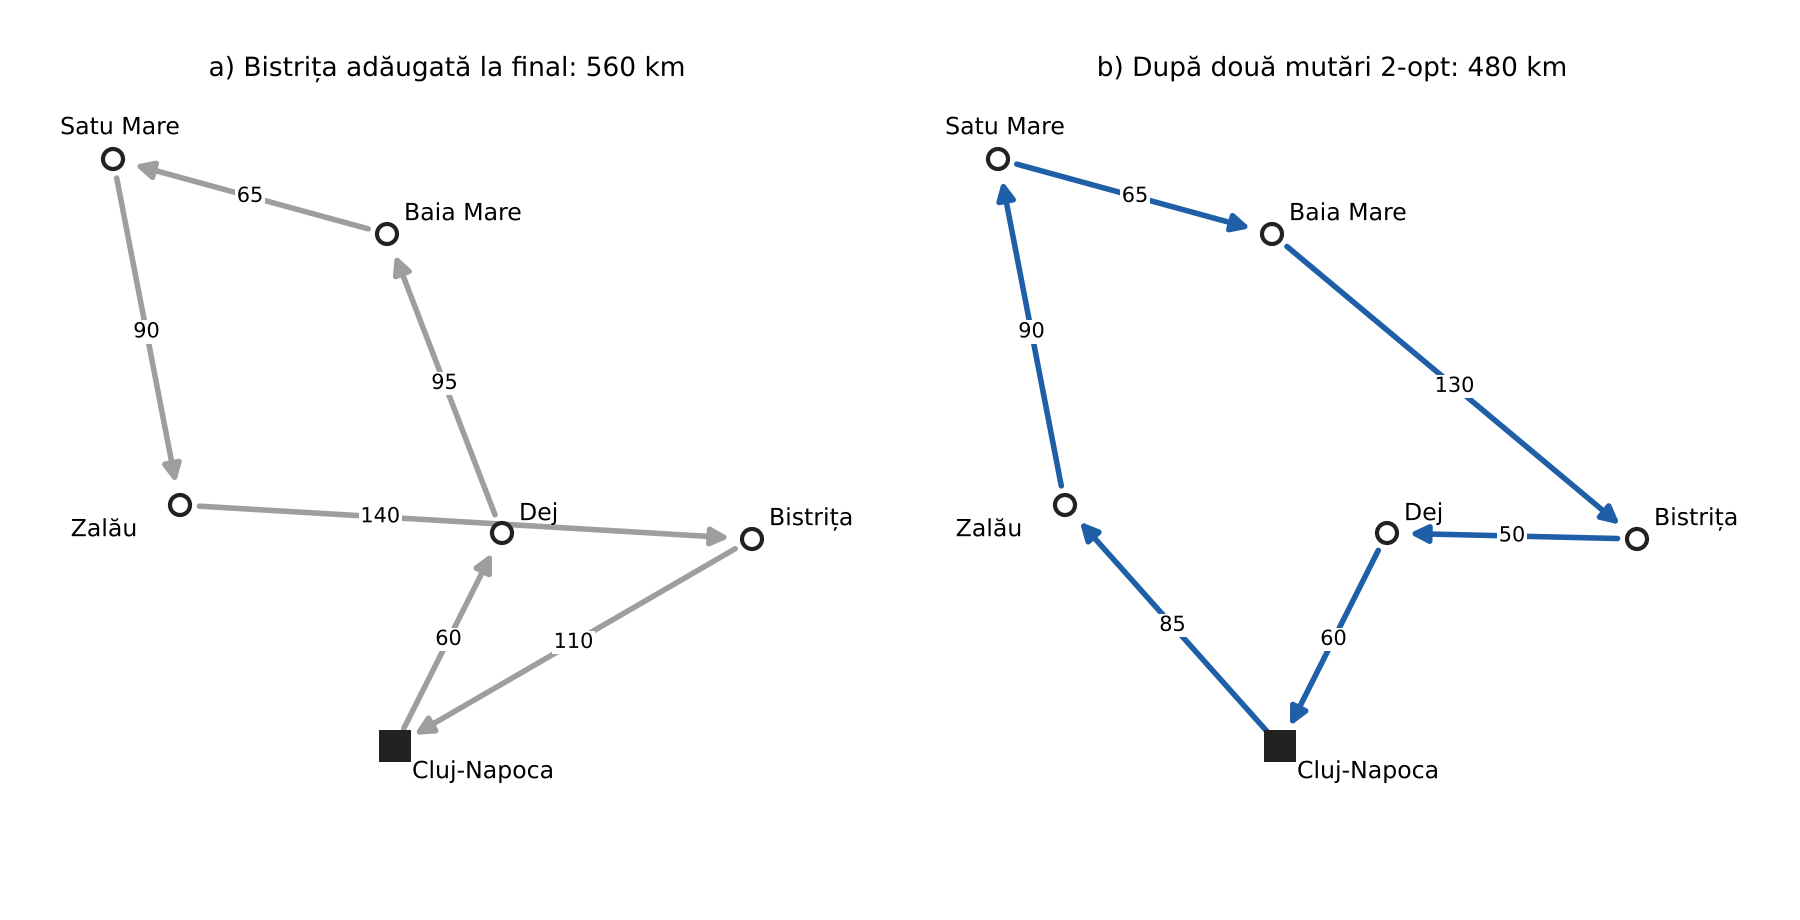 a) Bistrița adăugată la final: 560 km
Satu Mare
65
Baia Mare
90
95
Zalău
140
Dej
Bistrița
60
110
Cluj-Napoca
b) După două mutări 2-opt: 480 km
Satu Mare
65
Baia Mare
90
130
Zalău
Dej
50
Bistrița
85
60
Cluj-Napoca